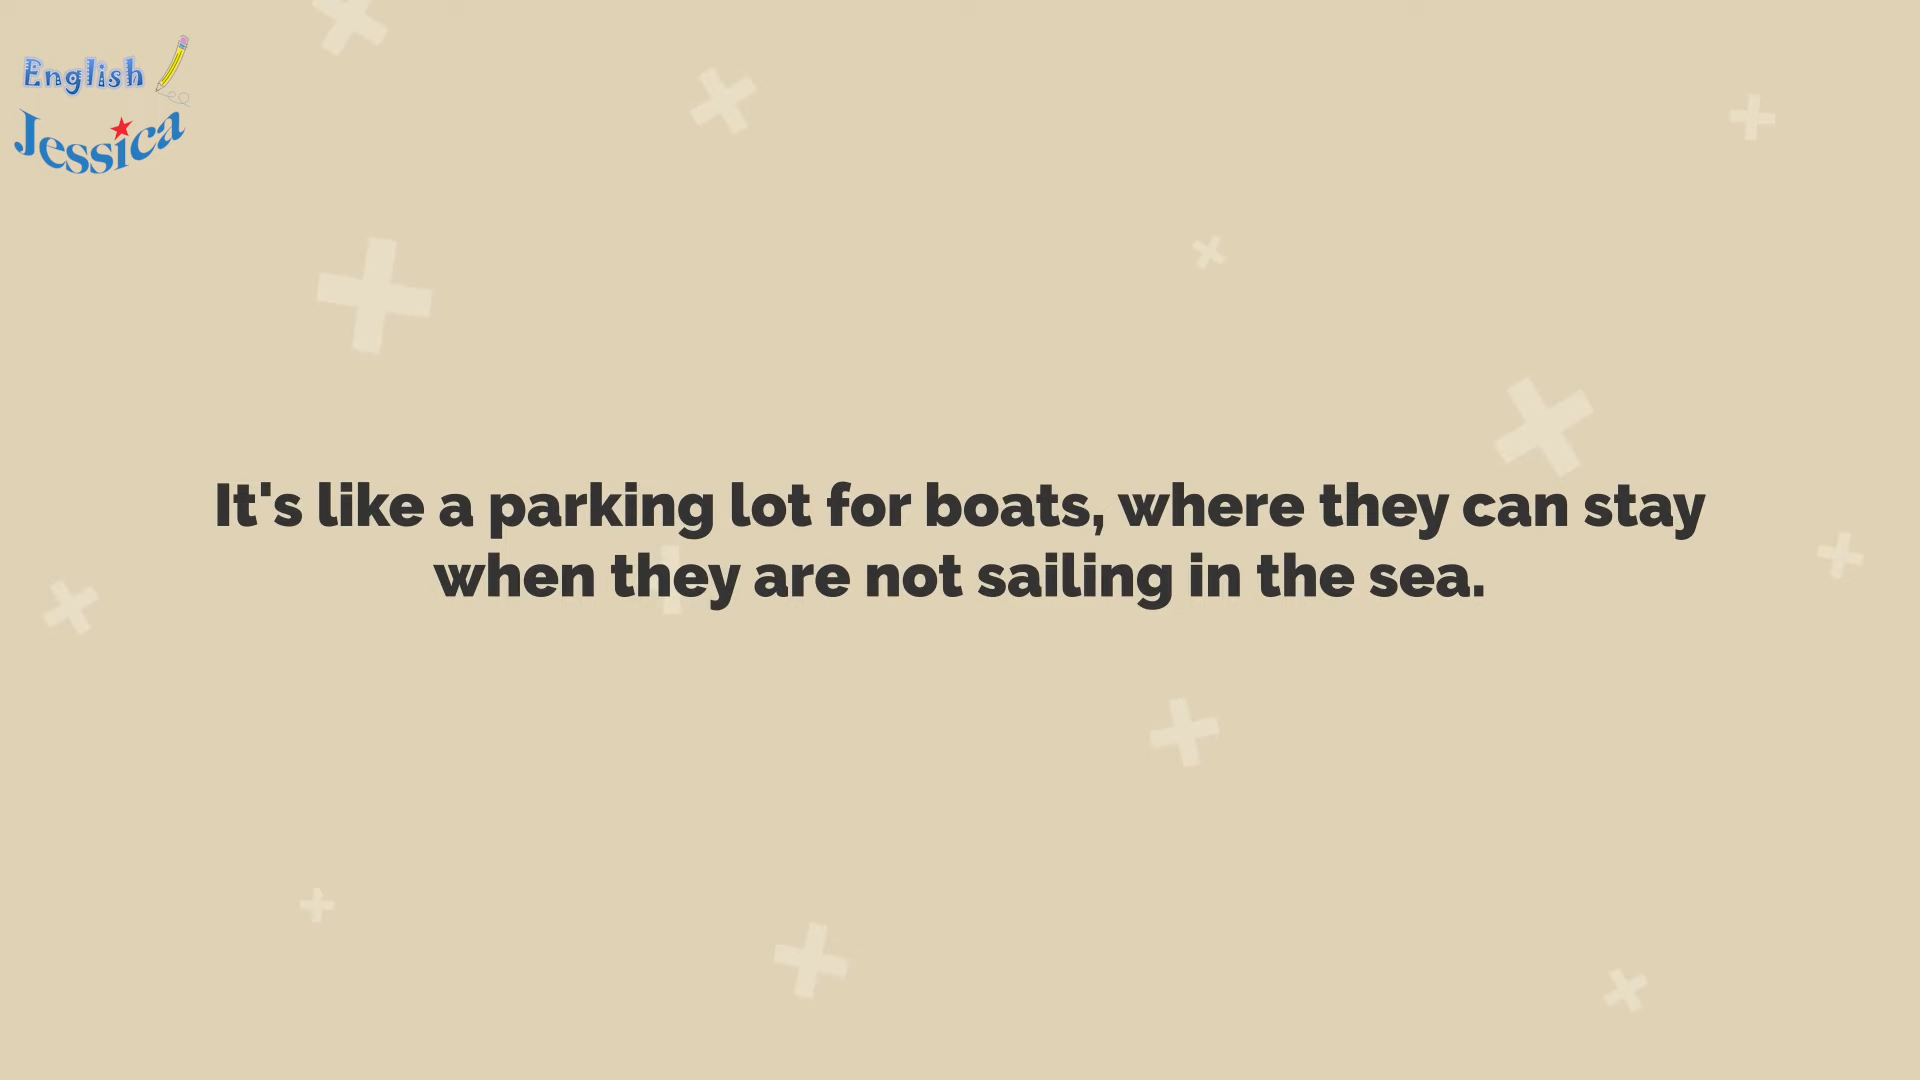 English
Jessica
It's like a parking lot for boats, where they can stay
when they are not sailing in the sea.